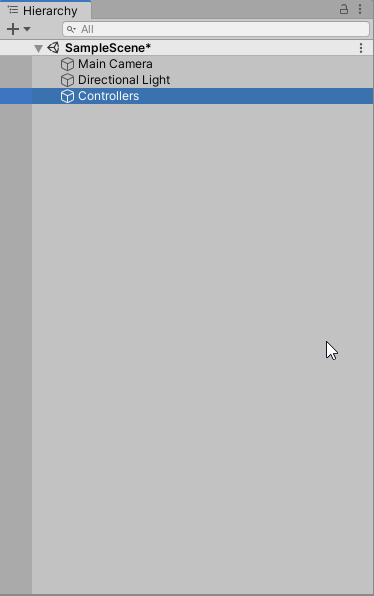 Hierarchy
All
SampleScene*
Main Camera
Directional Light
Controllers